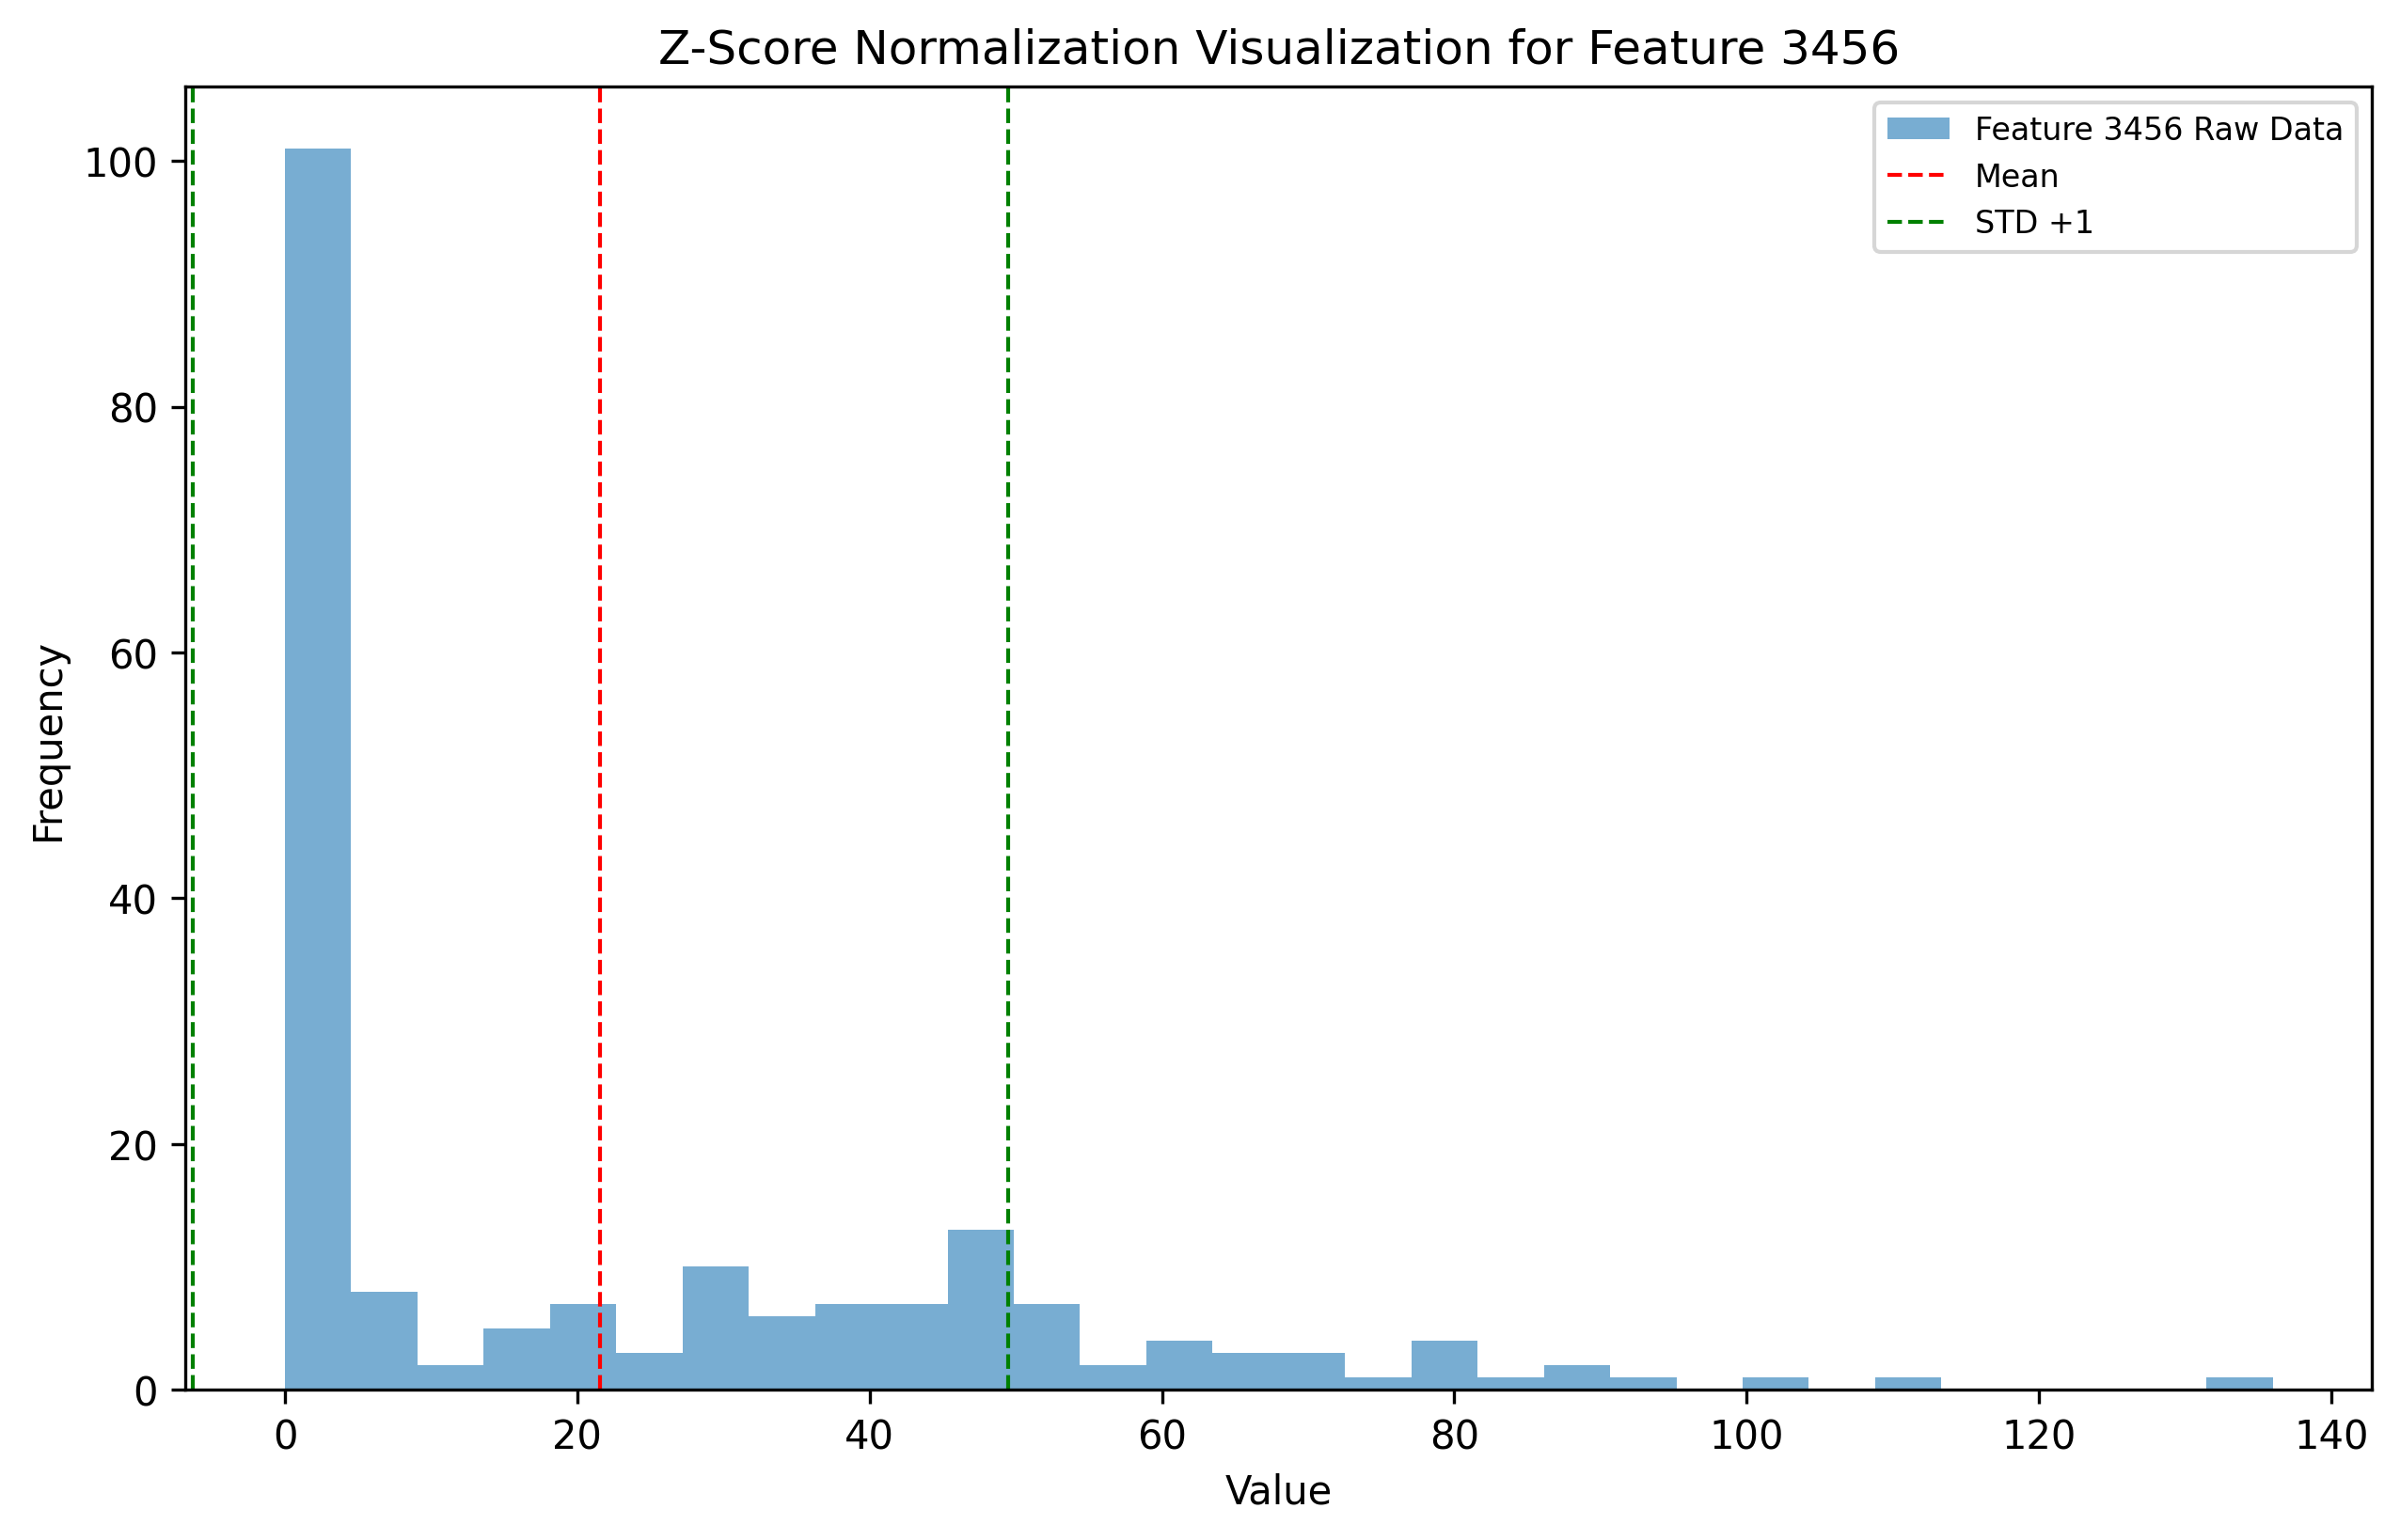 Z-Score Normalization Visualization for Feature 3456
Feature 3456 Raw Data
Mean
STD +1
100
80
60
40
20
0
Frequency
0 20 40 60 80 100 120 140
Value